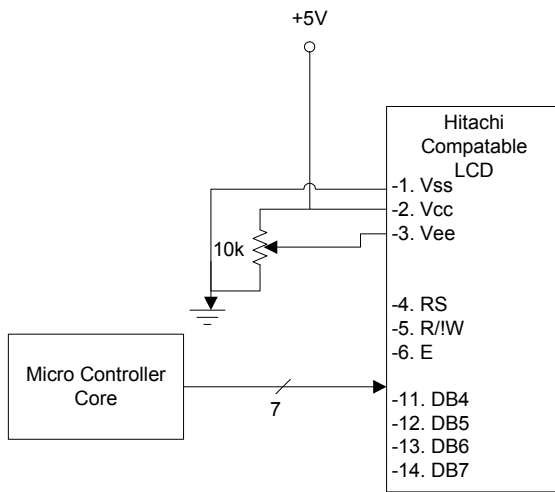 +5V
Hitachi
Compatable
LCD
-1. Vss
-2. Vcc
-3. Vee
10k
-4. RS
-5. R/!W
-6. E
Micro Controller
Core
7
-11. DB4
-12. DB5
-13. DB6
-14. DB7